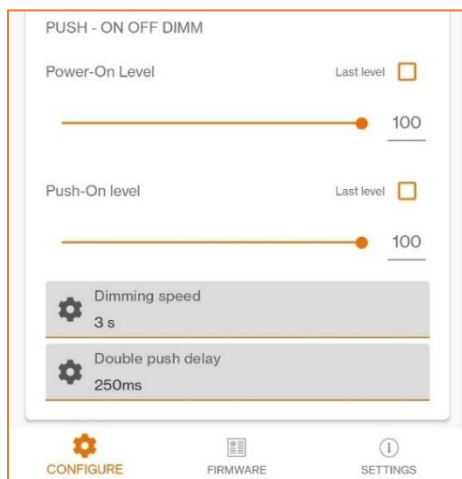 PUSH - ON OFF DIMM
Power-On Level Last level
100
Push-On level Last level
100
Dimming speed
3 s
Double push delay
250ms
CONFIGURE FIRMWARE SETTINGS